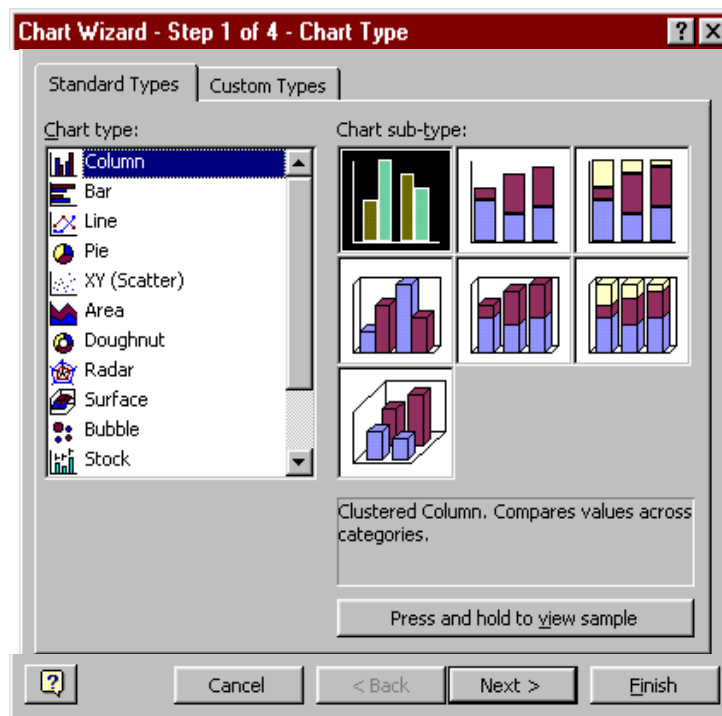 Chart Wizard - Step 1 of 4 - Chart Type
? X
Standard Types
Custom Types
Chart type:
Column
Bar
Line
Pie
XY (Scatter)
Area
Doughnut
Radar
Surface
Bubble
Stock
Chart sub-type:
Clustered Column. Compares values across
categories.
Press and hold to view sample
?
Cancel
< Back
Next >
Finish